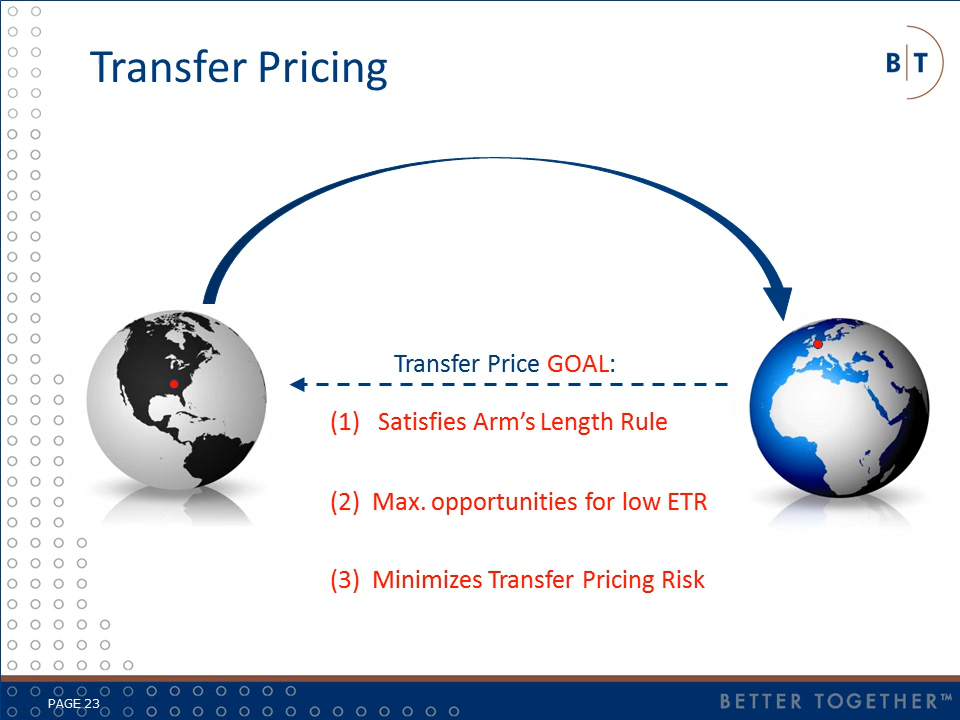 Transfer Pricing
B|T
Transfer Price GOAL:
(1) Satisfies Arm's Length Rule
(2) Max. opportunities for low ETR
(3) Minimizes Transfer Pricing Risk
PAGE 23
BETTER TOGETHER™